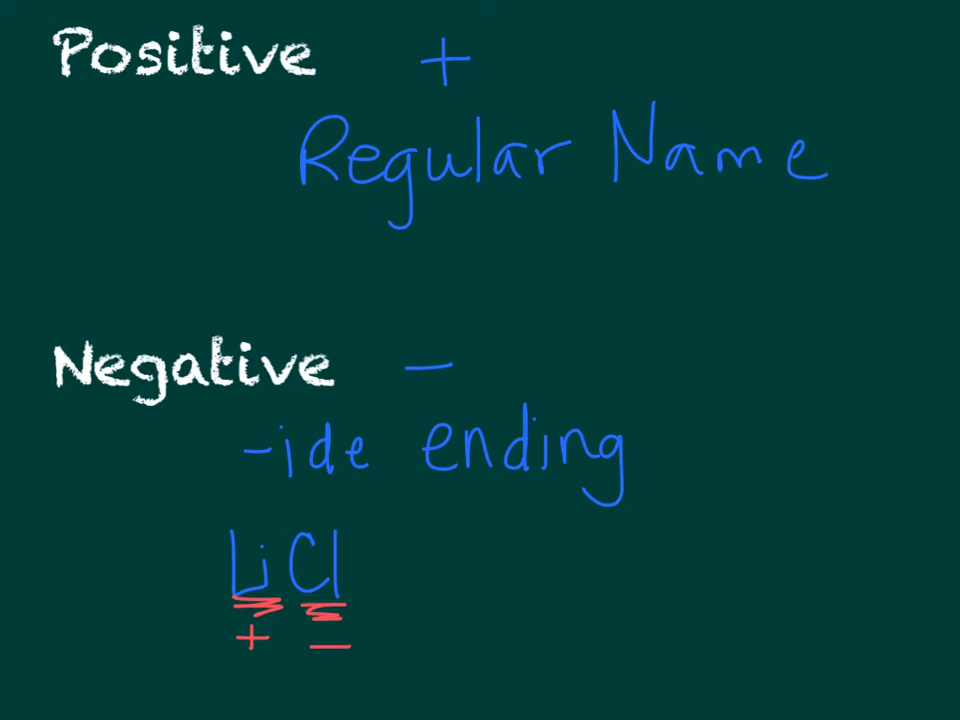 Positive +
Regular Name
Negative −
-ide ending
LiCl
+ −